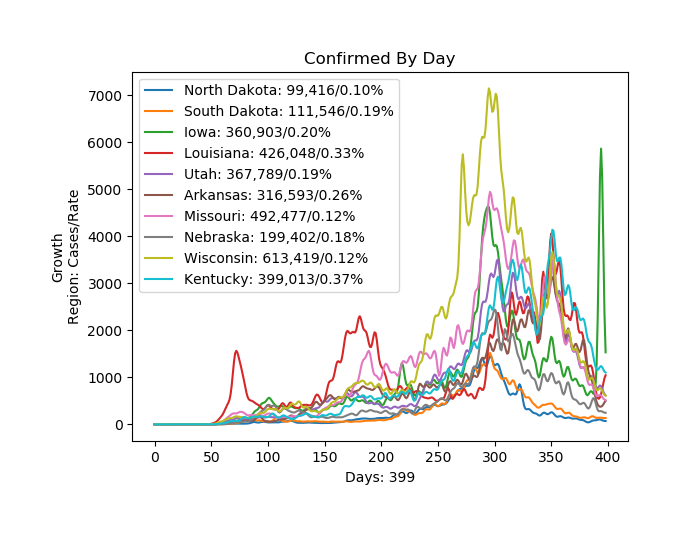 Confirmed By Day
Growth
Region: Cases/Rate
7000
6000
5000
4000
3000
2000
1000
0
North Dakota: 99,416/0.10%
South Dakota: 111,546/0.19%
Iowa: 360,903/0.20%
Louisiana: 426,048/0.33%
Utah: 367,789/0.19%
Arkansas: 316,593/0.26%
Missouri: 492,477/0.12%
Nebraska: 199,402/0.18%
Wisconsin: 613,419/0.12%
Kentucky: 399,013/0.37%
0 50 100 150 200 250 300 350 400
Days: 399